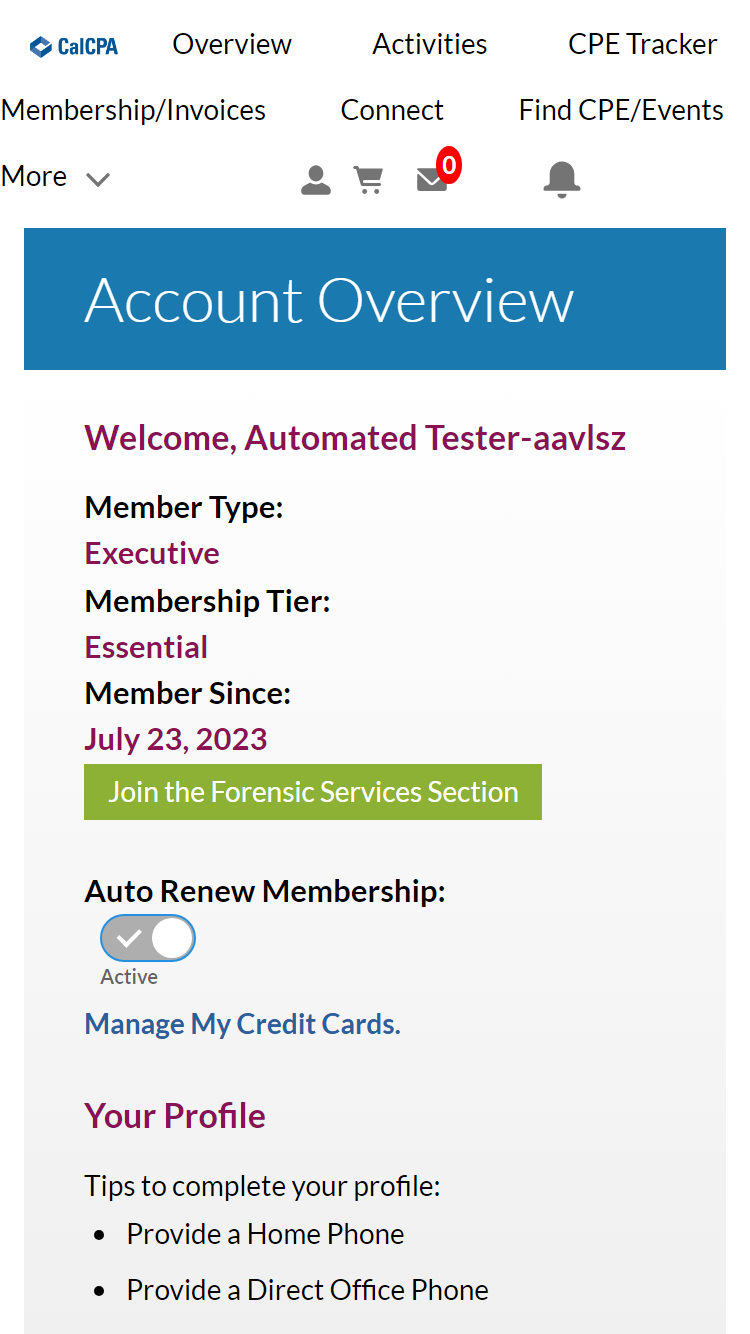 CalCPA Overview Activities CPE Tracker
Membership/Invoices Connect Find CPE/Events
More 0
Account Overview
Welcome, Automated Tester-aavlsz
Member Type:
Executive
Membership Tier:
Essential
Member Since:
July 23, 2023
Join the Forensic Services Section
Auto Renew Membership:
Active
Manage My Credit Cards.
Your Profile
Tips to complete your profile:
Provide a Home Phone
Provide a Direct Office Phone